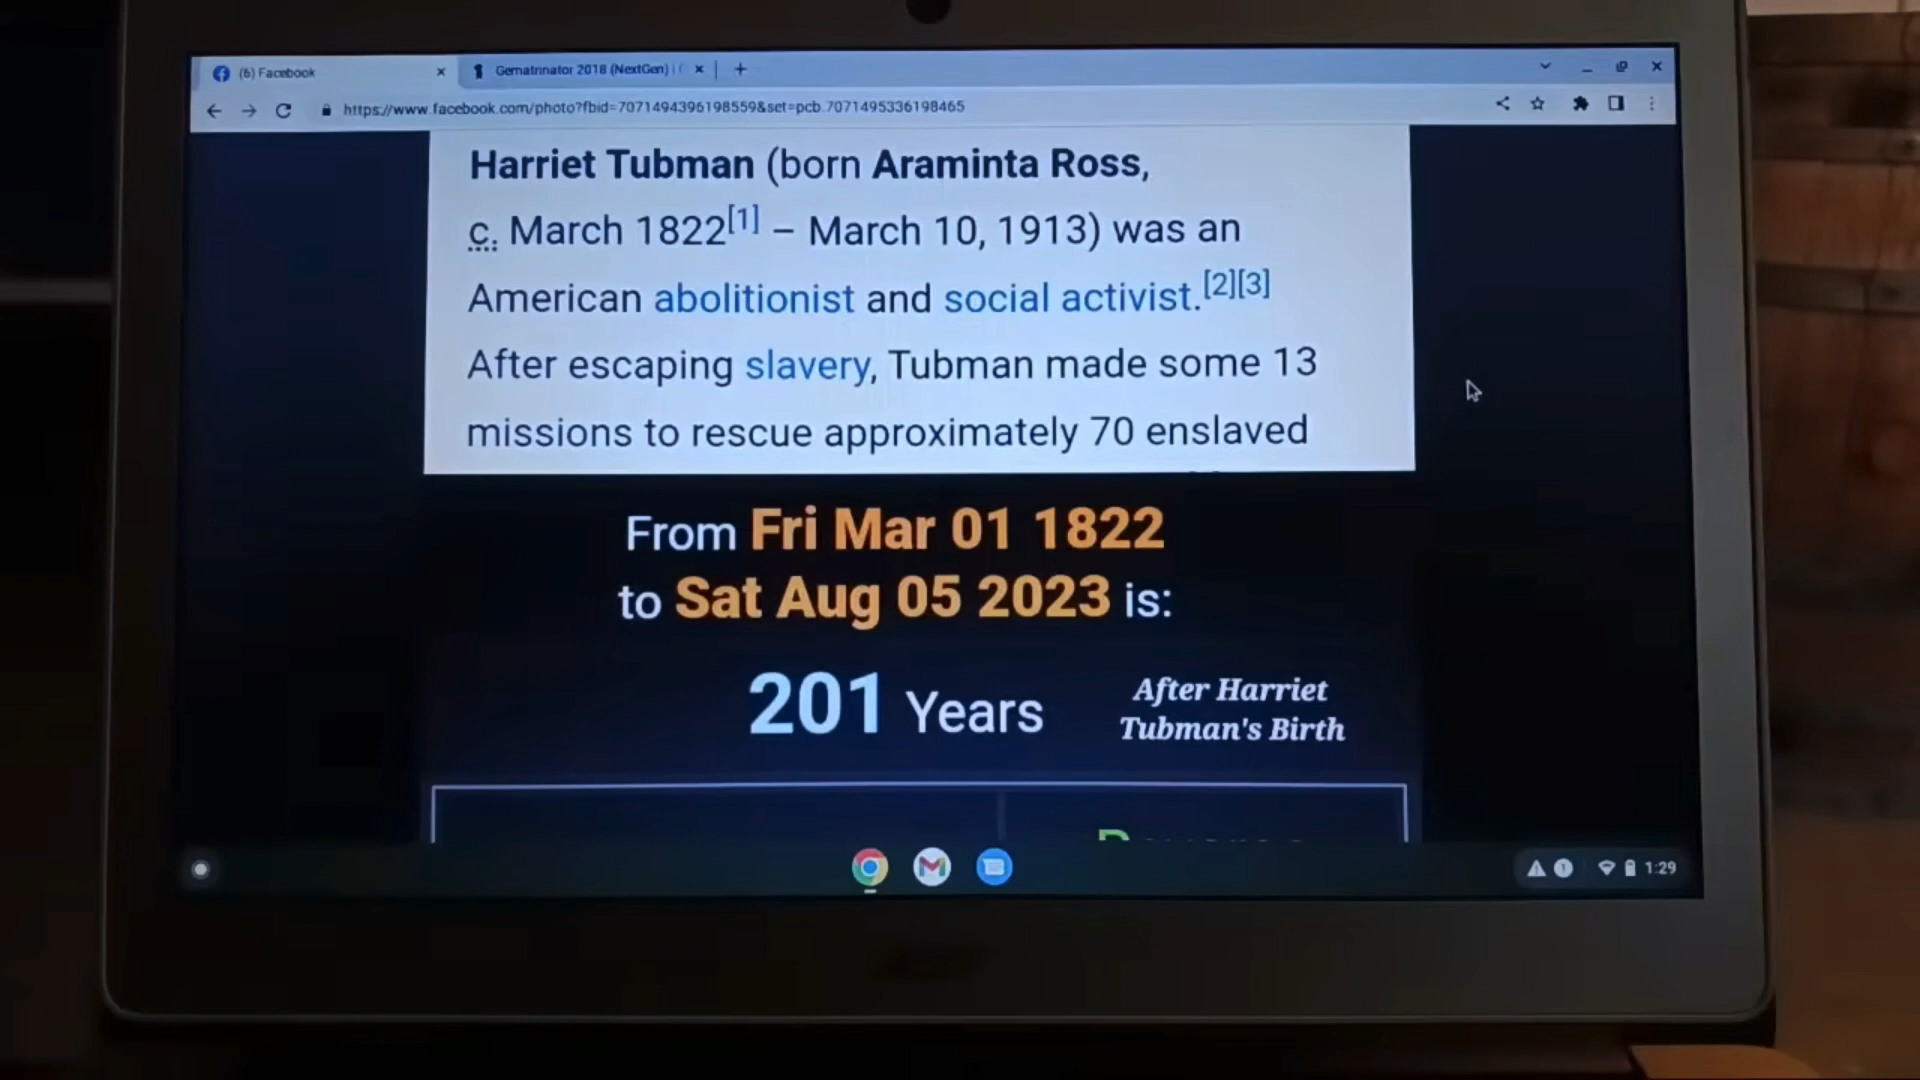 (6) Facebook
Gematrinator 2018 (NextGen) |
https://www.facebook.com/photo?fbid=7071494396198559&set=pcb.7071495336198465
Harriet Tubman (born Araminta Ross,
c. March 1822[1] – March 10, 1913) was an
American abolitionist and social activist.[2][3]
After escaping slavery, Tubman made some 13
missions to rescue approximately 70 enslaved
From Fri Mar 01 1822
to Sat Aug 05 2023 is:
201 Years
After Harriet
Tubman's Birth
1:29